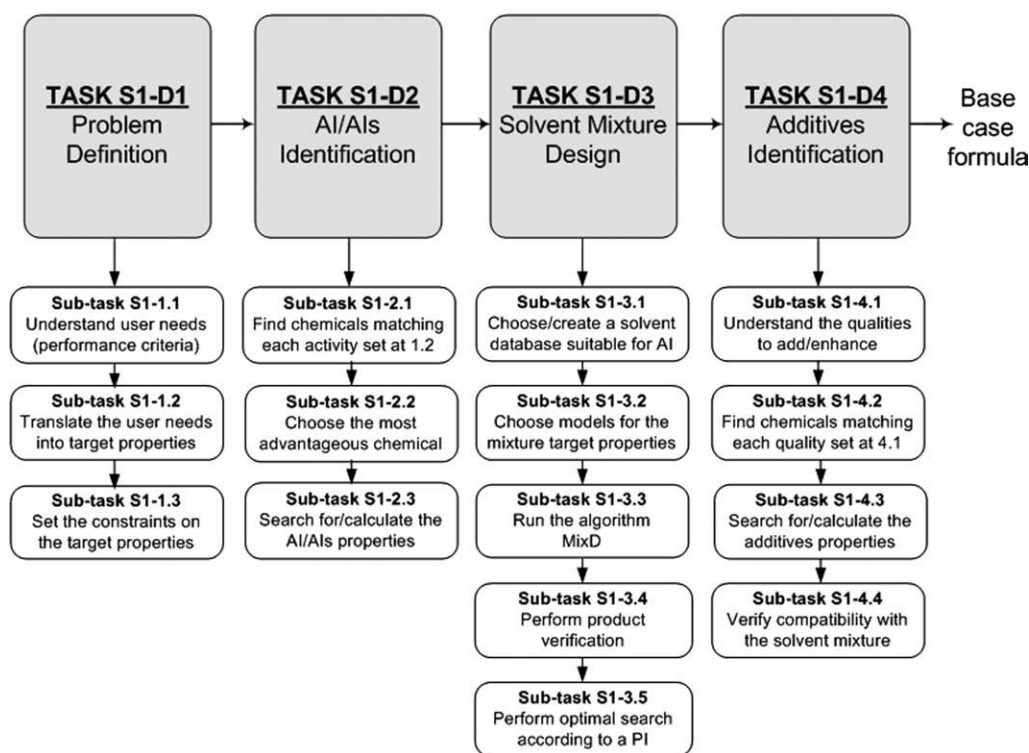 TASK S1-D1
Problem
Definition
TASK S1-D2
AI/AIs
Identification
TASK S1-D3
Solvent Mixture
Design
TASK S1-D4
Additives
Identification
Base
case
formula
Sub-task S1-1.1
Understand user needs
(performance criteria)
Sub-task S1-1.2
Translate the user needs
into target properties
Sub-task S1-1.3
Set the constraints on
the target properties
Sub-task S1-2.1
Find chemicals matching
each activity set at 1.2
Sub-task S1-2.2
Choose the most
advantageous chemical
Sub-task S1-2.3
Search for/calculate the
AI/AIs properties
Sub-task S1-3.1
Choose/create a solvent
database suitable for AI
Sub-task S1-3.2
Choose models for the
mixture target properties
Sub-task S1-3.3
Run the algorithm
MixD
Sub-task S1-3.4
Perform product
verification
Sub-task S1-3.5
Perform optimal search
according to a PI
Sub-task S1-4.1
Understand the qualities
to add/enhance
Sub-task S1-4.2
Find chemicals matching
each quality set at 4.1
Sub-task S1-4.3
Search for/calculate the
additives properties
Sub-task S1-4.4
Verify compatibility with
the solvent mixture